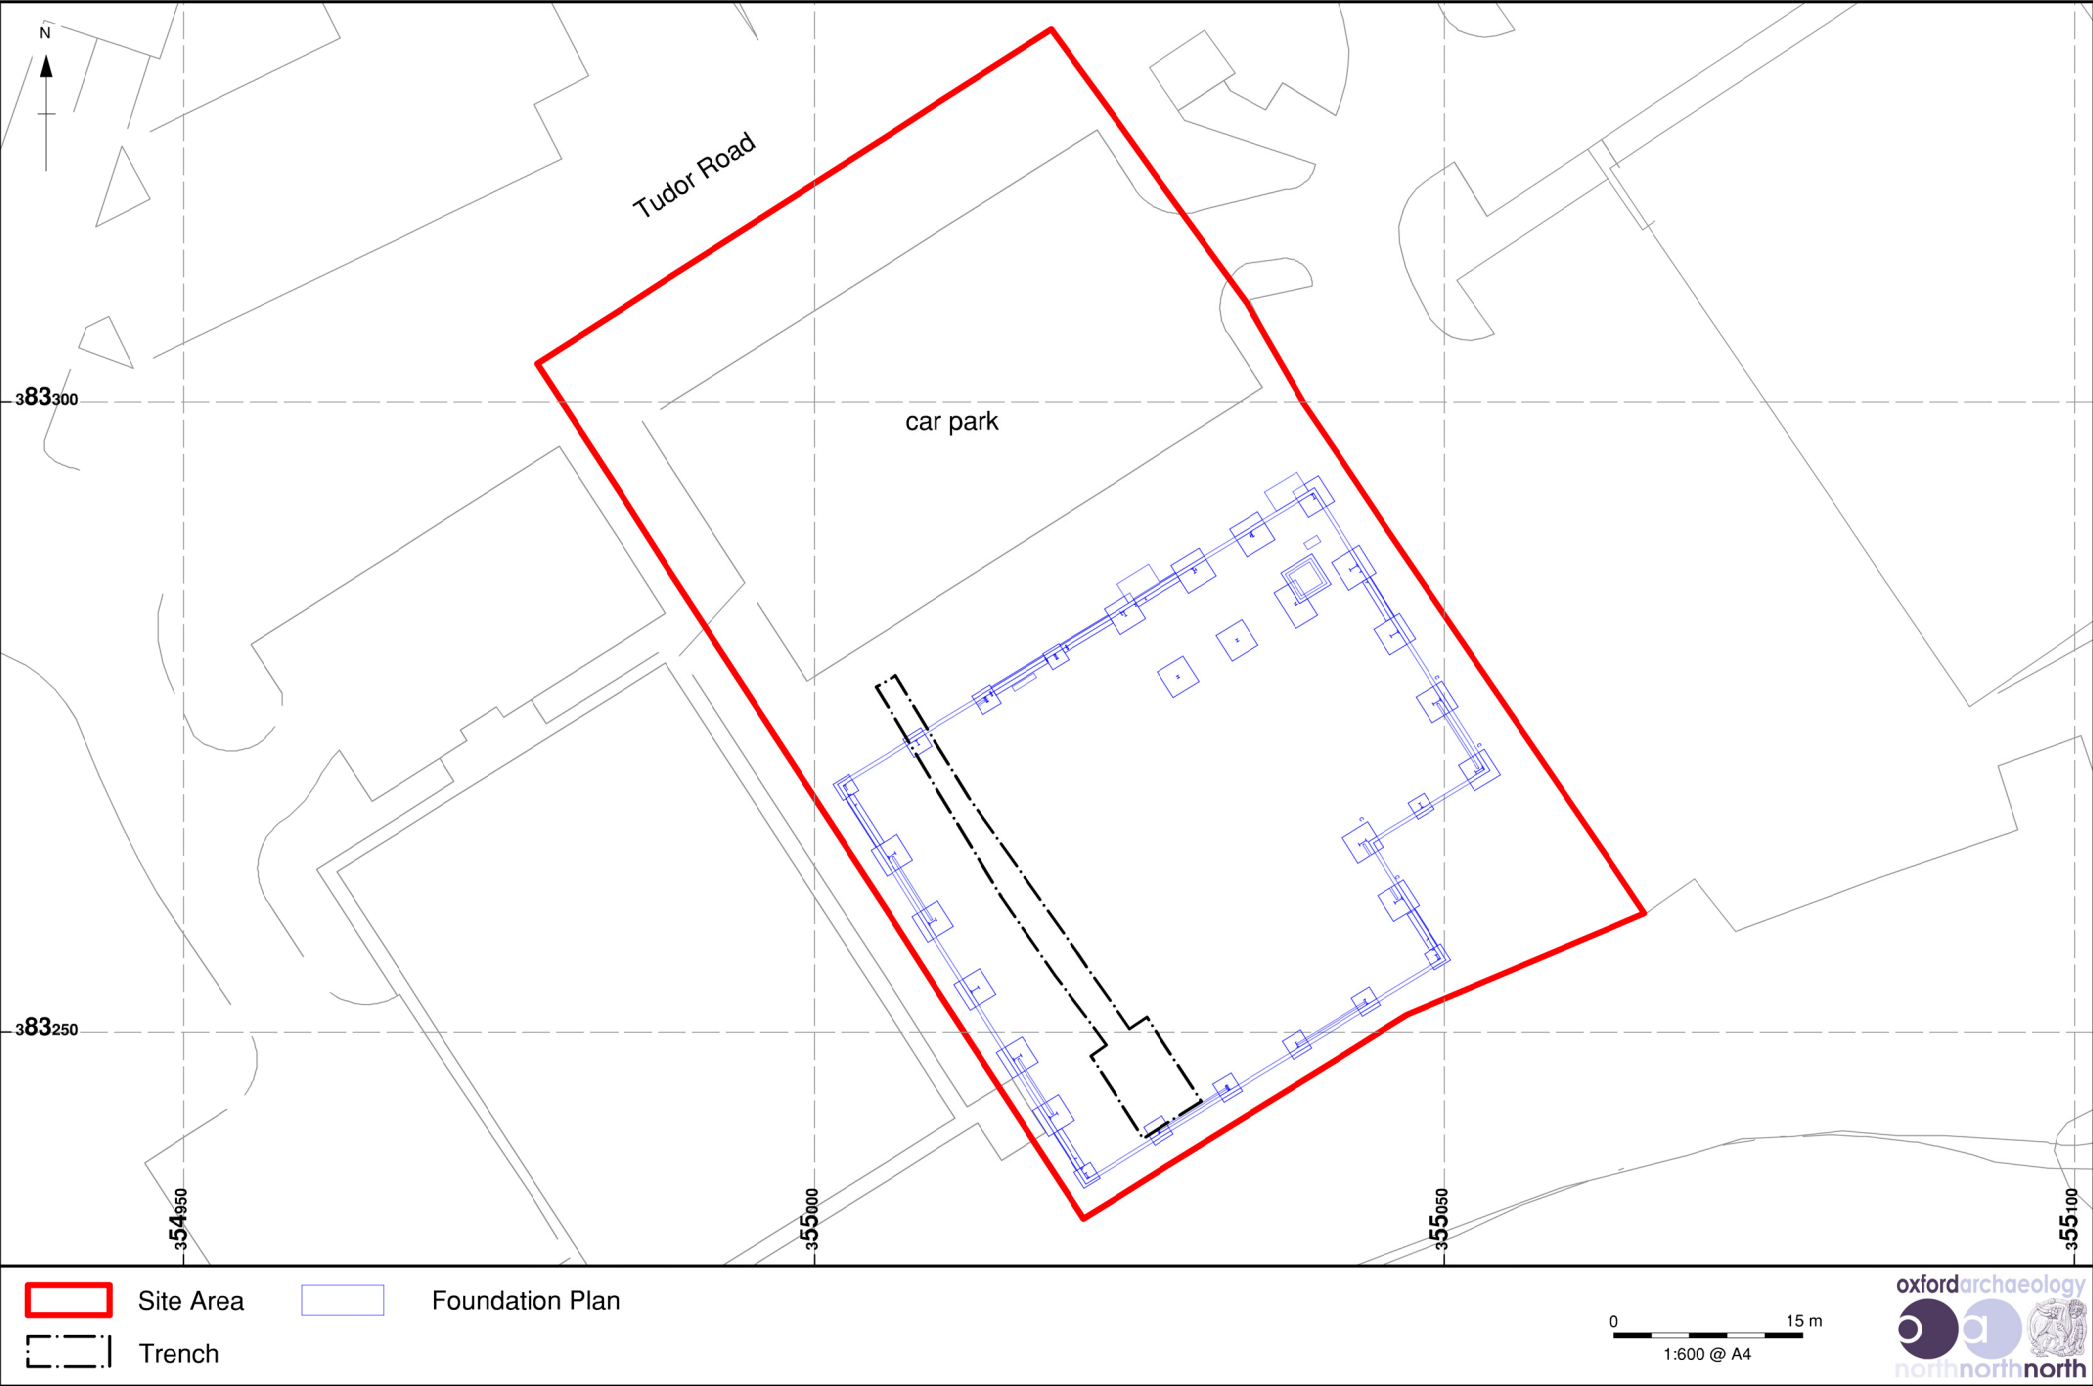 N
Tudor Road
car park
383300
383250
354950
355000
355050
355100
Site Area
Foundation Plan
Trench
0 15 m
1:600 @ A4
oxfordarchaeology
oa
northnorthnorth